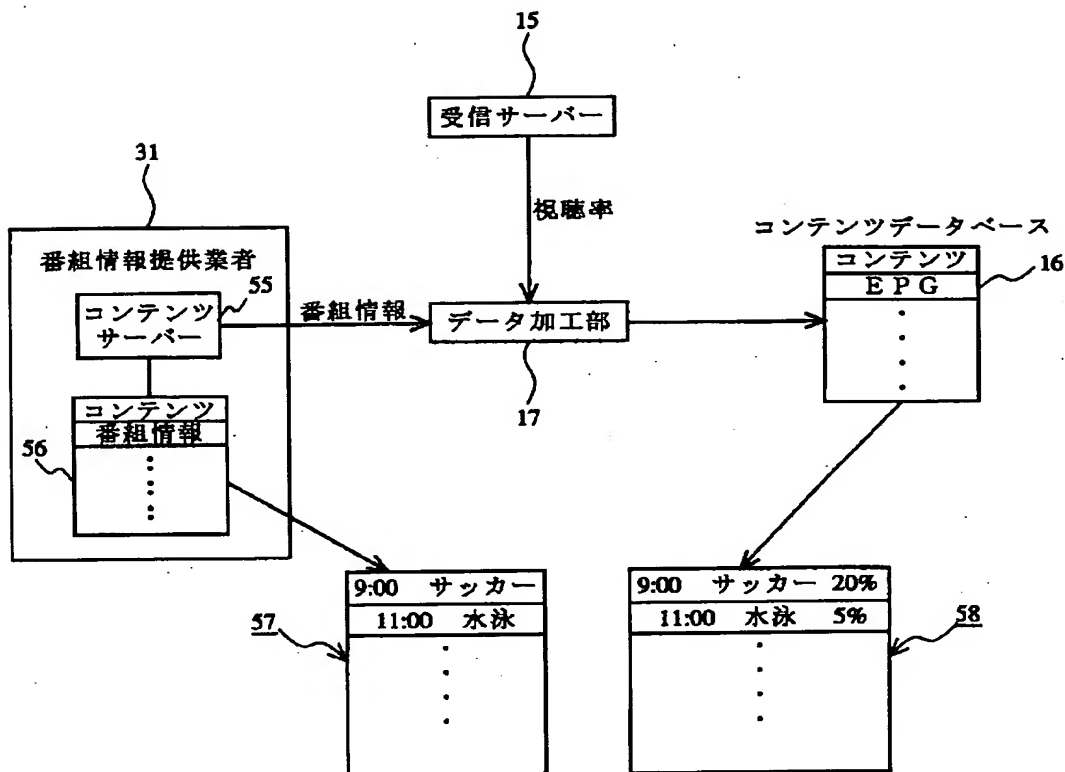 15
受信サーバー
31
視聴率
番組情報提供業者
55
コンテンツ
サーバー
番組情報
データ加工部
17
コンテンツデータベース
コンテンツ
EPG
16
コンテンツ
番組情報
56
9:00 サッカー
11:00 水泳
57
9:00 サッカー 20%
11:00 水泳 5%
58